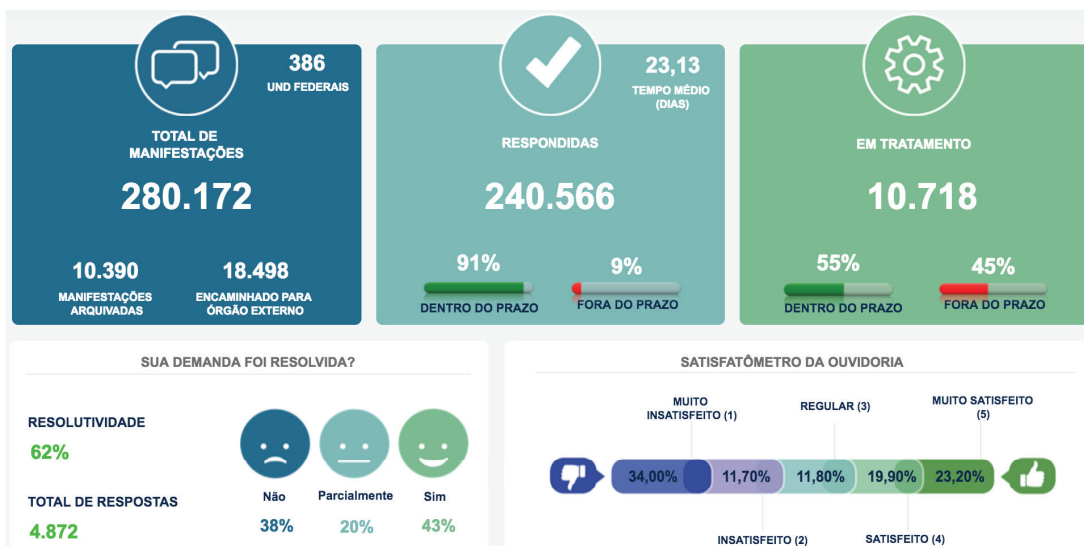 386
UND FEDERAIS
TOTAL DE
MANIFESTAÇÕES
280.172
10.390
MANIFESTAÇÕES
ARQUIVADAS
18.498
ENCAMINHADO PARA
ÓRGÃO EXTERNO
23,13
TEMPO MÉDIO
(DIAS)
RESPONDIDAS
240.566
91%
DENTRO DO PRAZO
9%
FORA DO PRAZO
EM TRATAMENTO
10.718
55%
DENTRO DO PRAZO
45%
FORA DO PRAZO
SUA DEMANDA FOI RESOLVIDA?
RESOLUTIVIDADE
62%
TOTAL DE RESPOSTAS
4.872
Não
38%
Parcialmente
20%
Sim
43%
SATISFATÔMETRO DA OUVIDORIA
MUITO
INSATISFEITO (1)
REGULAR (3)
MUITO SATISFEITO
(5)
34,00% 11,70% 11,80% 19,90% 23,20%
INSATISFEITO (2)
SATISFEITO (4)